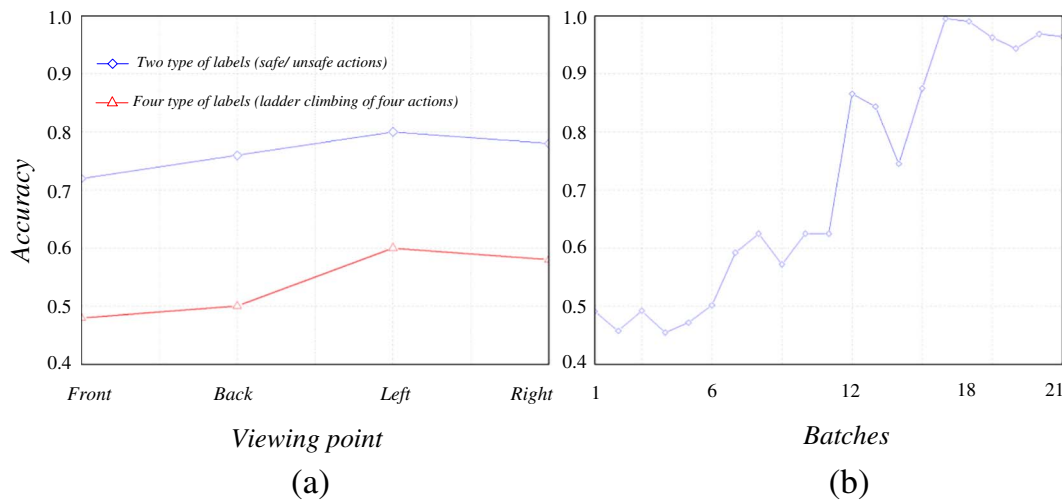 1.0
0.9
0.8
0.7
0.6
0.5
0.4
Accuracy
Two type of labels (safe/ unsafe actions)
Four type of labels (ladder climbing of four actions)
Front Back Left Right
Viewing point
(a)
1.0
0.9
0.8
0.7
0.6
0.5
0.4
1 6 12 18 21
Batches
(b)